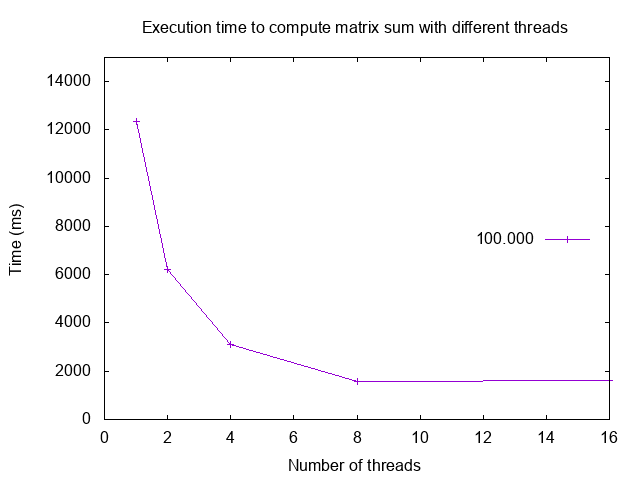 Execution time to compute matrix sum with different threads
14000
12000
10000
8000
6000
4000
2000
0
Time (ms)
100.000
0 2 4 6 8 10 12 14 16
Number of threads